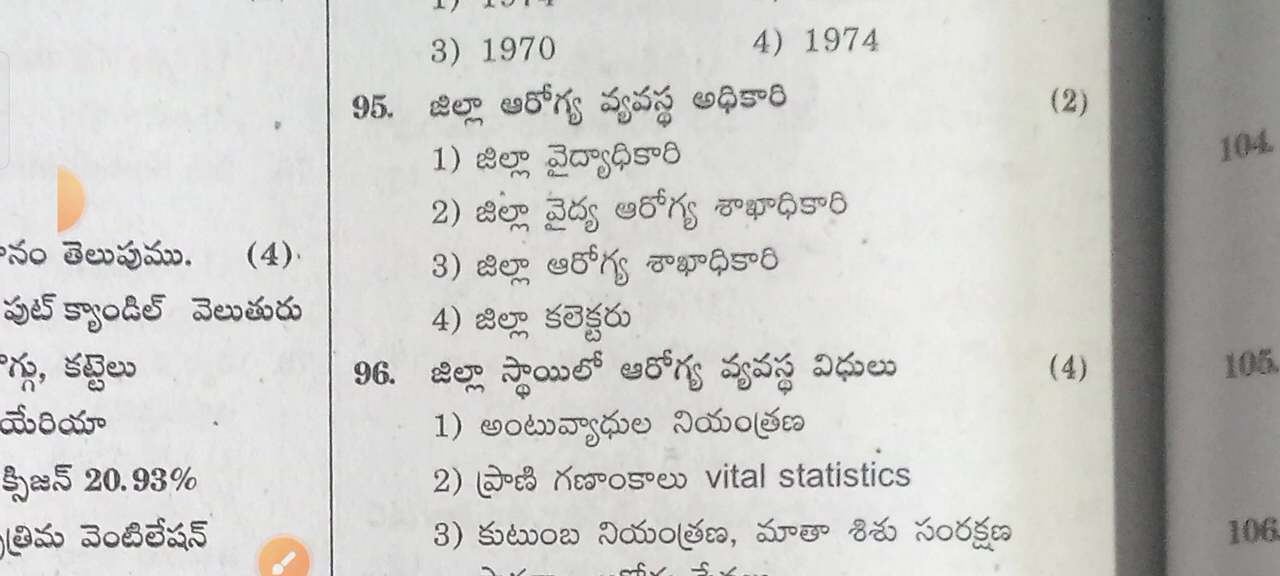 3) 1970 4) 1974
95. జిల్లా ఆరోగ్య వ్యవస్థ అధికారి (2)
1) జిల్లా వైద్యాధికారి
2) జిల్లా వైద్య ఆరోగ్య శాఖాధికారి
3) జిల్లా ఆరోగ్య శాఖాధికారి
4) జిల్లా కలెక్టరు
96. జిల్లా స్థాయిలో ఆరోగ్య వ్యవస్థ విధులు (4)
1) అంటువ్యాధుల నియంత్రణ
2) ప్రాణి గణాంకాలు vital statistics
3) కుటుంబ నియంత్రణ, మాతా శిశు సంరక్షణ
తెలుపుము. (4)
పుట్ క్యాండిల్ వెలుతురు
కట్టెలు
20.93%
వెంటిలేషన్
104.
105.
106.